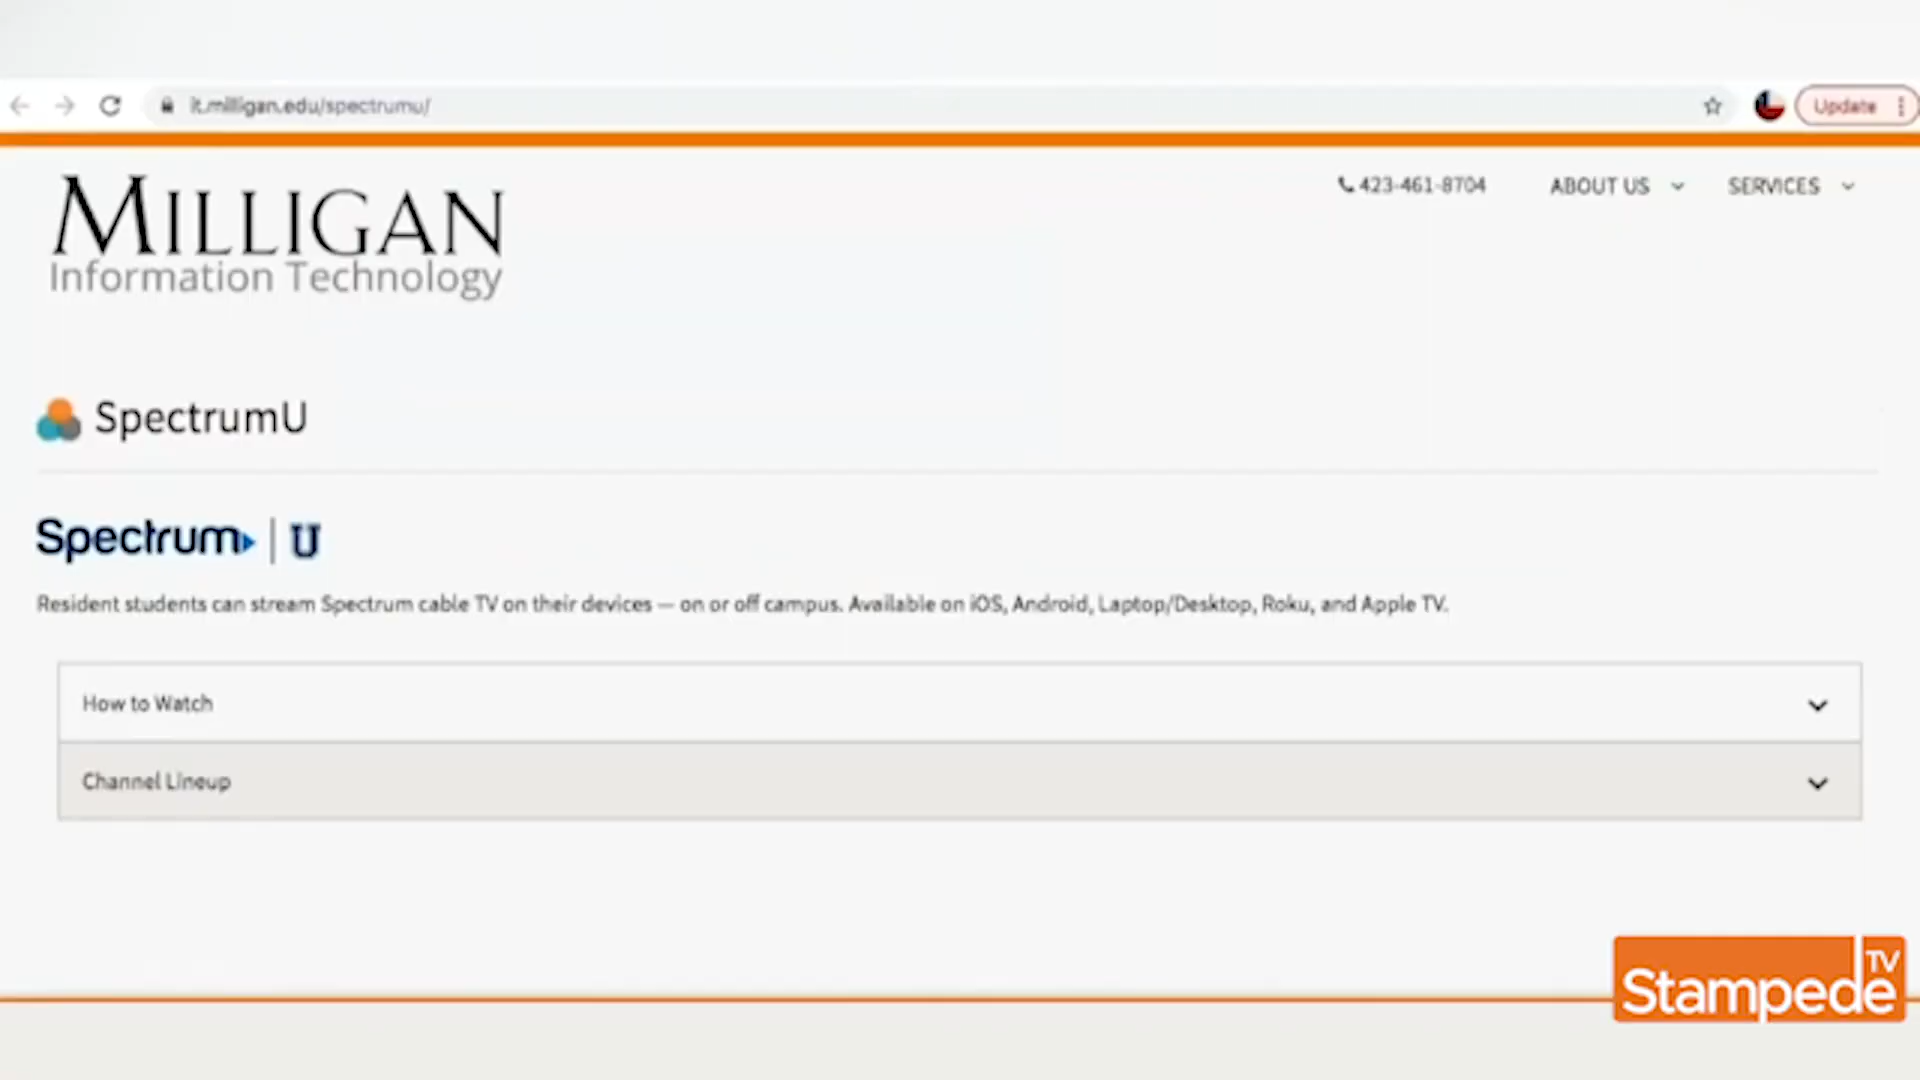 it.milligan.edu/spectrumu/
Update
MILLIGAN
Information Technology
423-461-8704
ABOUT US
SERVICES
SpectrumU
Spectrum U
Resident students can stream Spectrum cable TV on their devices — on or off campus. Available on iOS, Android, Laptop/Desktop, Roku, and Apple TV.
How to Watch
Channel Lineup
Stampede TV